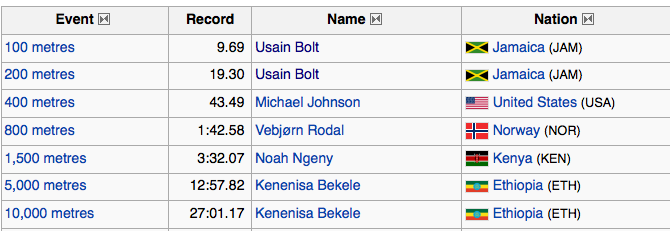 Event Record Name Nation
100 metres 9.69 Usain Bolt Jamaica (JAM)
200 metres 19.30 Usain Bolt Jamaica (JAM)
400 metres 43.49 Michael Johnson United States (USA)
800 metres 1:42.58 Vebjørn Rodal Norway (NOR)
1,500 metres 3:32.07 Noah Ngeny Kenya (KEN)
5,000 metres 12:57.82 Kenenisa Bekele Ethiopia (ETH)
10,000 metres 27:01.17 Kenenisa Bekele Ethiopia (ETH)